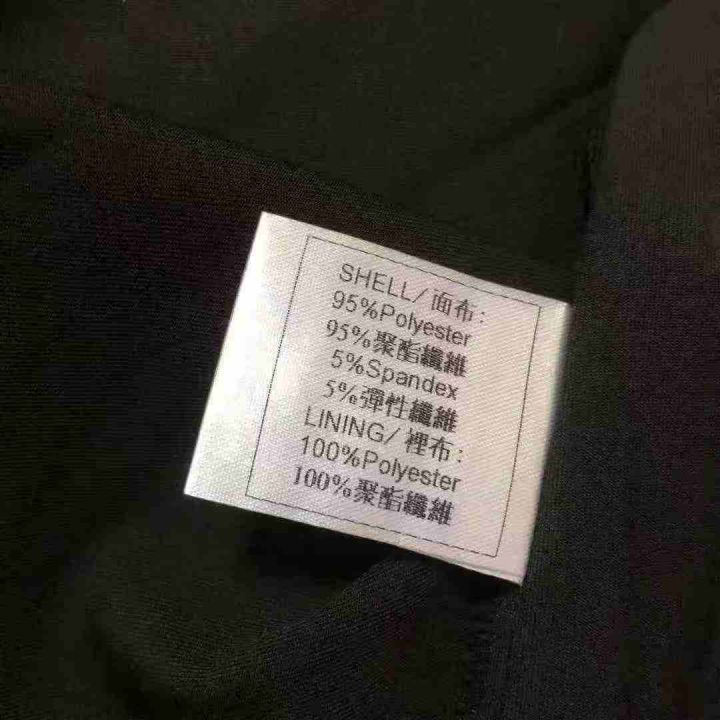 SHELL/面布:
95%Polyester
95%聚酯纖維
5%Spandex
5%彈性纖維
LINING/裡布:
100%Polyester
100%聚酯纖維